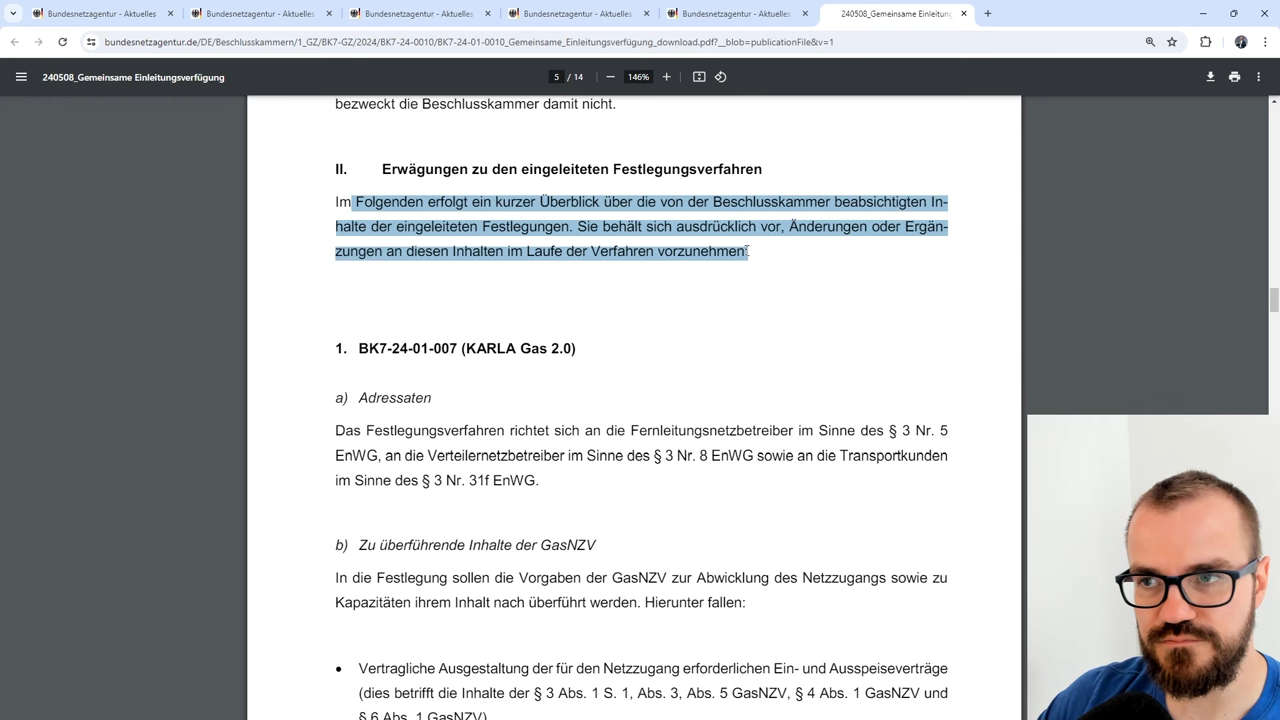 Bundesnetzagentur - Aktuelles
Bundesnetzagentur - Aktuelles
Bundesnetzagentur - Aktuelles
Bundesnetzagentur - Aktuelles
Bundesnetzagentur - Aktuelles
240508_Gemeinsame Einleitung
bundesnetzagentur.de/DE/Beschlusskammern/1_GZ/BK7-GZ/2024/BK7-24-0010/BK7-24-01-0010_Gemeinsame_Einleitungsverfügung_download.pdf?__blob=publicationFile&v=1
240508_Gemeinsame Einleitungsverfügung
5 / 14
146%
bezweckt die Beschlusskammer damit nicht.
II. Erwägungen zu den eingeleiteten Festlegungsverfahren
Im Folgenden erfolgt ein kurzer Überblick über die von der Beschlusskammer beabsichtigten In-
halte der eingeleiteten Festlegungen. Sie behält sich ausdrücklich vor, Änderungen oder Ergän-
zungen an diesen Inhalten im Laufe der Verfahren vorzunehmen.
1. BK7-24-01-007 (KARLA Gas 2.0)
a) Adressaten
Das Festlegungsverfahren richtet sich an die Fernleitungsnetzbetreiber im Sinne des § 3 Nr. 5
EnWG, an die Verteilernetzbetreiber im Sinne des § 3 Nr. 8 EnWG sowie an die Transportkunden
im Sinne des § 3 Nr. 31f EnWG.
b) Zu überführende Inhalte der GasNZV
In die Festlegung sollen die Vorgaben der GasNZV zur Abwicklung des Netzzugangs sowie zu
Kapazitäten ihrem Inhalt nach überführt werden. Hierunter fallen:
• Vertragliche Ausgestaltung der für den Netzzugang erforderlichen Ein- und Ausspeiseverträge
(dies betrifft die Inhalte der § 3 Abs. 1 S. 1, Abs. 3, Abs. 5 GasNZV, § 4 Abs. 1 GasNZV und
§ 6 Abs. 1 GasNZV)